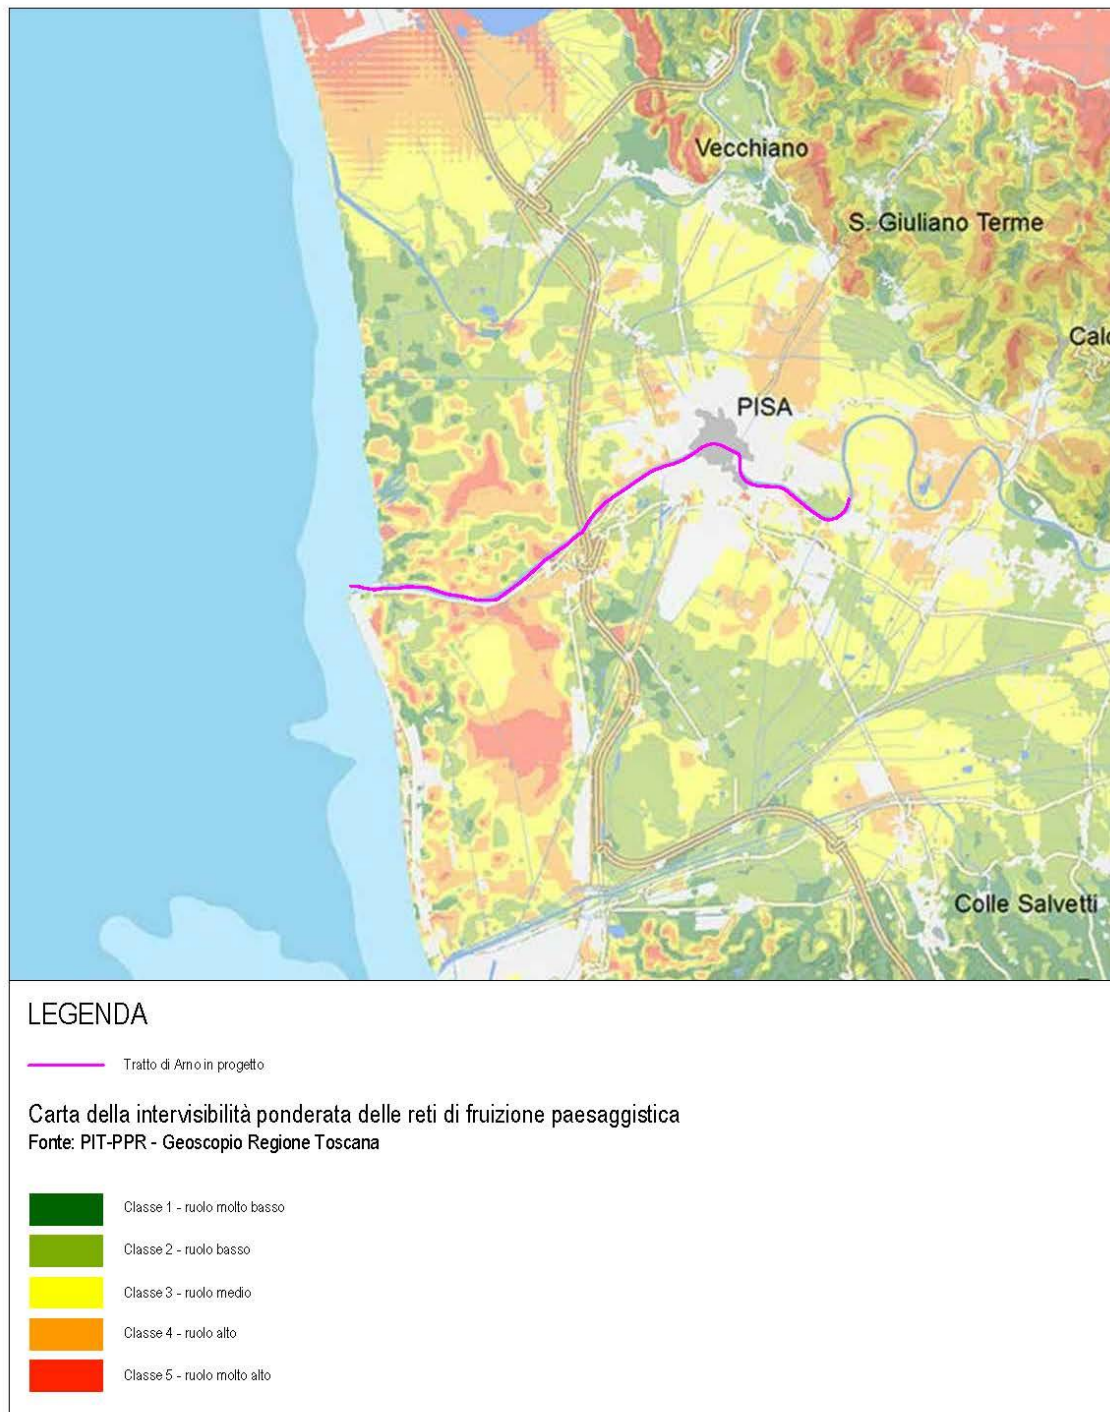 Vecchiano
S. Giuliano Terme
Calc
PISA
Colle Salvetti
LEGENDA
Tratto di Arno in progetto
Carta della intervisibilità ponderata delle reti di fruizione paesaggistica
Fonte: PIT-PPR - Geoscopio Regione Toscana
Classe 1 - ruolo molto basso
Classe 2 - ruolo basso
Classe 3 - ruolo medio
Classe 4 - ruolo alto
Classe 5 - ruolo molto alto